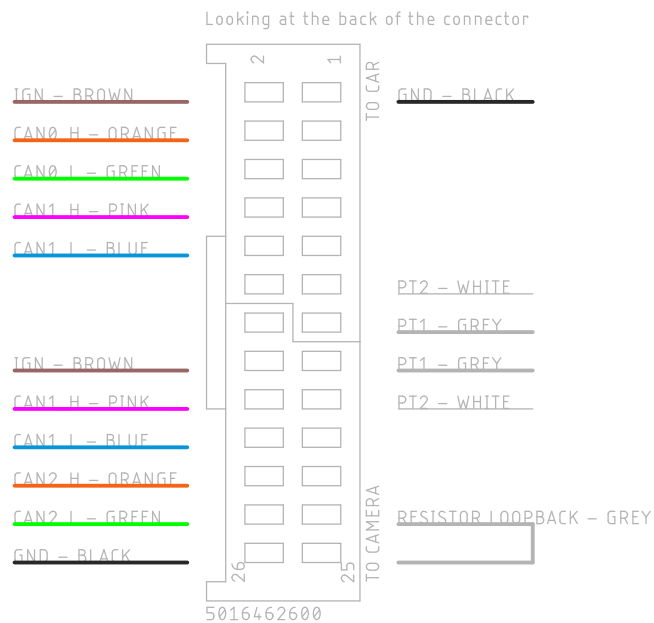 Looking at the back of the connector
2 1
TO CAR
IGN – BROWN
GND – BLACK
CAN0 H – ORANGE
CAN0 L – GREEN
CAN1 H – PINK
CAN1 L – BLUE
PT2 – WHITE
PT1 – GREY
IGN – BROWN
PT1 – GREY
CAN1 H – PINK
PT2 – WHITE
CAN1 L – BLUE
CAN2 H – ORANGE
CAN2 L – GREEN
RESISTOR LOOPBACK – GREY
GND – BLACK
TO CAMERA
26 25
5016462600